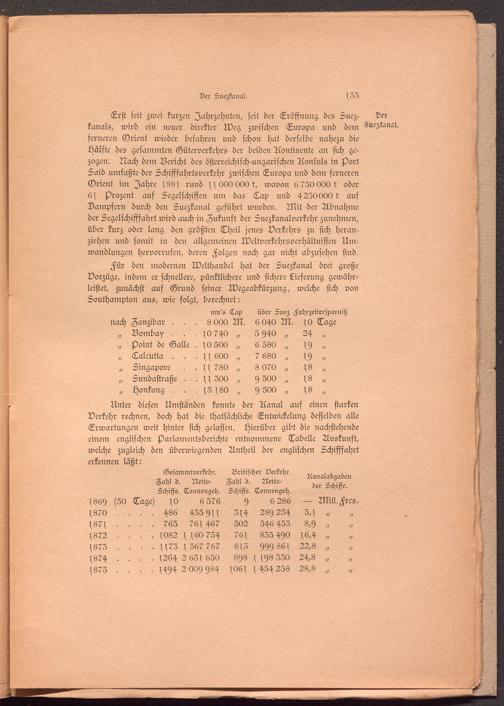 Der Suezkanal.
135
Der
Suezkanal.
Erst seit zwei kurzen Jahrzehnten, seit der Eröffnung des Suez-
kanals, wird ein neuer direkter Weg zwischen Europa und dem
ferneren Orient wieder befahren und schon hat derselbe nahezu die
Hälfte des gesammten Güterverkehrs der beiden Kontinente an sich ge-
zogen. Nach dem Bericht des österreichisch-ungarischen Konsuls in Port
Saïd umfaßte der Schifffahrtsverkehr zwischen Europa und dem ferneren
Orient im Jahre 1881 rund 11 000 000 t, wovon 6 750 000 t oder
61 Prozent auf Segelschiffen um das Cap und 4 250 000 t auf
Dampfern durch den Suezkanal geführt wurden. Mit der Abnahme
der Segelschifffahrt wird auch in Zukunft der Suezkanalverkehr zunehmen,
über kurz oder lang den größten Theil jenes Verkehrs zu sich heran-
ziehen und somit in den allgemeinen Weltverkehrsverhältnissen Um-
wandlungen hervorrufen, deren Folgen noch gar nicht abzusehen sind.
Für den modernen Welthandel hat der Suezkanal drei große
Vorzüge, indem er schnellere, pünktlichere und sichere Lieferung gewähr-
leistet, zunächst auf Grund seiner Wegeabkürzung, welche sich von
Southampton aus, wie folgt, berechnet:
um's Cap über Suez Fahrzeitersparniß
nach Zanzibar . . . 8 000 M. 6 040 M. 10 Tage
„ Bombay . . . 10 740 „ 5 940 „ 24 „
„ Point de Galle . 10 500 „ 6 580 „ 19 „
„ Calcutta . . . 11 600 „ 7 680 „ 19 „
„ Singapore . . . 11 780 „ 8 070 „ 18 „
„ Sundastraße . . 11 300 „ 9 500 „ 18 „
„ Honkong . . . 13 180 „ 9 500 „ 18 „
Unter diesen Umständen konnte der Kanal auf einen starken
Verkehr rechnen, doch hat die thatsächliche Entwickelung desselben alle
Erwartungen weit hinter sich gelassen. Hierüber gibt die nachstehende
einem englischen Parlamentsberichte entnommene Tabelle Auskunft,
welche zugleich den überwiegenden Antheil der englischen Schifffahrt
erkennen läßt:
Gesammtverkehr. Britischer Verkehr. Kanalabgaben
Zahl d. Netto- Zahl d. Netto- der Schiffe.
Schiffe. Tonnengeh. Schiffe. Tonnengeh.
1869 (30 Tage) 10 6 576 9 6 286 — Mill. Frcs.
1870 . . . . 486 435 911 314 289 234 5,1 „ „
1871 . . . . 765 761 467 502 546 453 8,9 „ „
1872 . . . . 1082 1 160 754 761 855 490 16,4 „ „
1873 . . . . 1173 1 367 767 813 999 861 22,8 „ „
1874 . . . . 1264 2 631 650 898 1 198 350 24,8 „ „
1875 . . . . 1494 2 009 984 1061 1 454 258 28,8 „ „